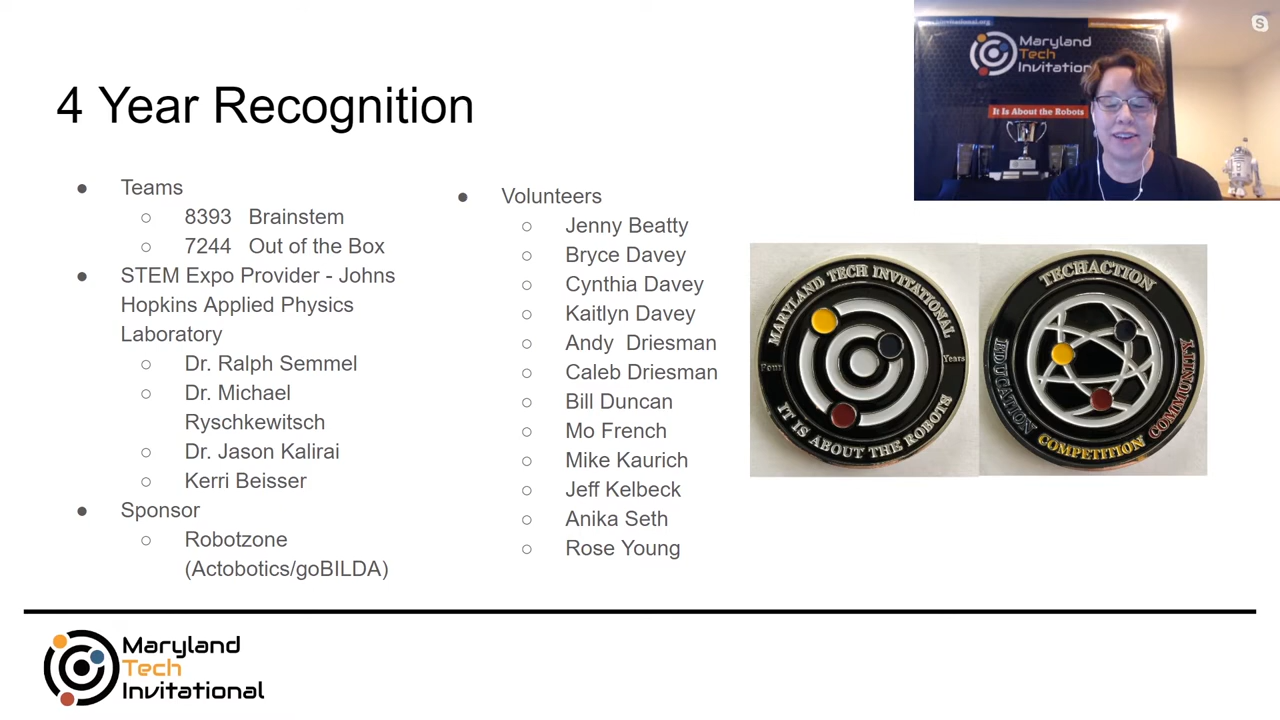 4 Year Recognition
Teams
8393 Brainstem
7244 Out of the Box
STEM Expo Provider - Johns
Hopkins Applied Physics
Laboratory
Dr. Ralph Semmel
Dr. Michael
Ryschkewitsch
Dr. Jason Kalirai
Kerri Beisser
Sponsor
Robotzone
(Actobotics/goBILDA)
Volunteers
Jenny Beatty
Bryce Davey
Cynthia Davey
Kaitlyn Davey
Andy Driesman
Caleb Driesman
Bill Duncan
Mo French
Mike Kaurich
Jeff Kelbeck
Anika Seth
Rose Young
Maryland
Tech
Invitational
It Is About the Robots
MARYLAND TECH INVITATIONAL
Four
Years
IT IS ABOUT THE ROBOTS
TECHACTION
EDUCATION
COMPETITION
COMMUNITY
Maryland
Tech
Invitational